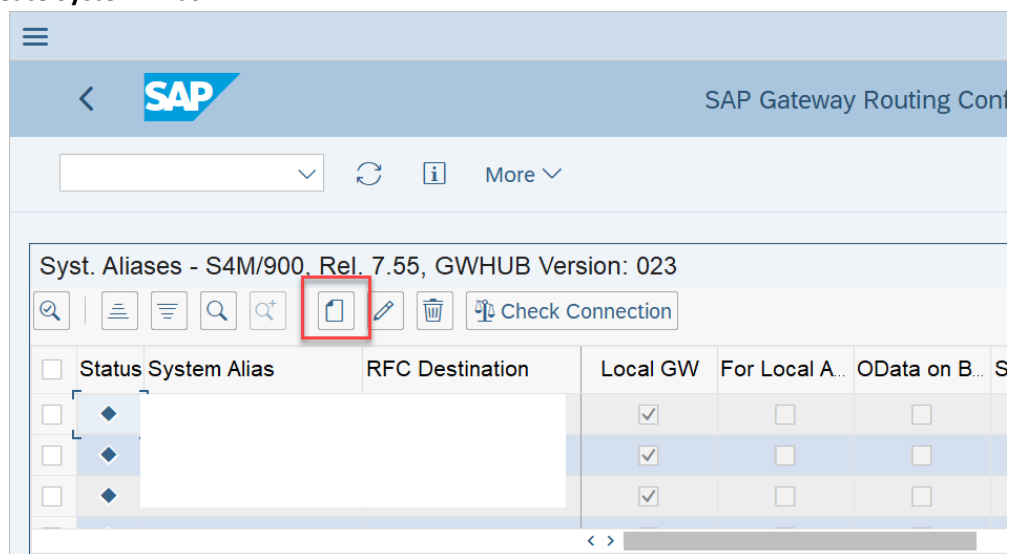 SAP
SAP Gateway Routing
More
Syst. Aliases - S4M/900, Rel. 7.55, GWHUB Version: 023
Check Connection
Status System Alias RFC Destination Local GW For Local A... OData on B... S